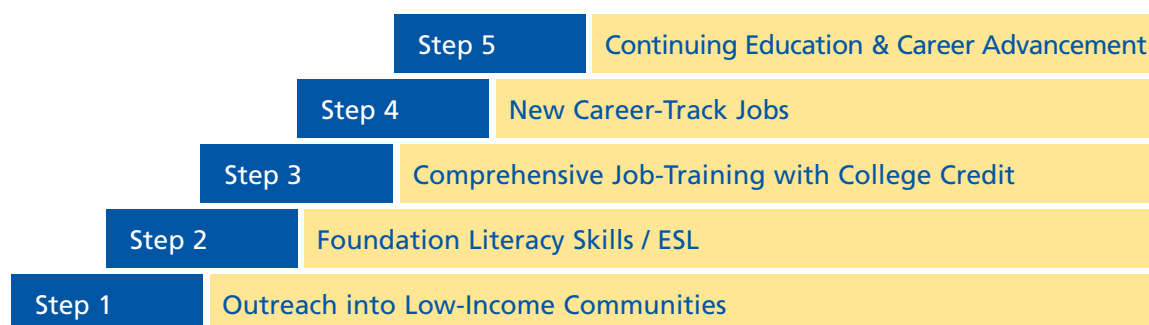 Step 5 Continuing Education & Career Advancement
Step 4 New Career-Track Jobs
Step 3 Comprehensive Job-Training with College Credit
Step 2 Foundation Literacy Skills / ESL
Step 1 Outreach into Low-Income Communities